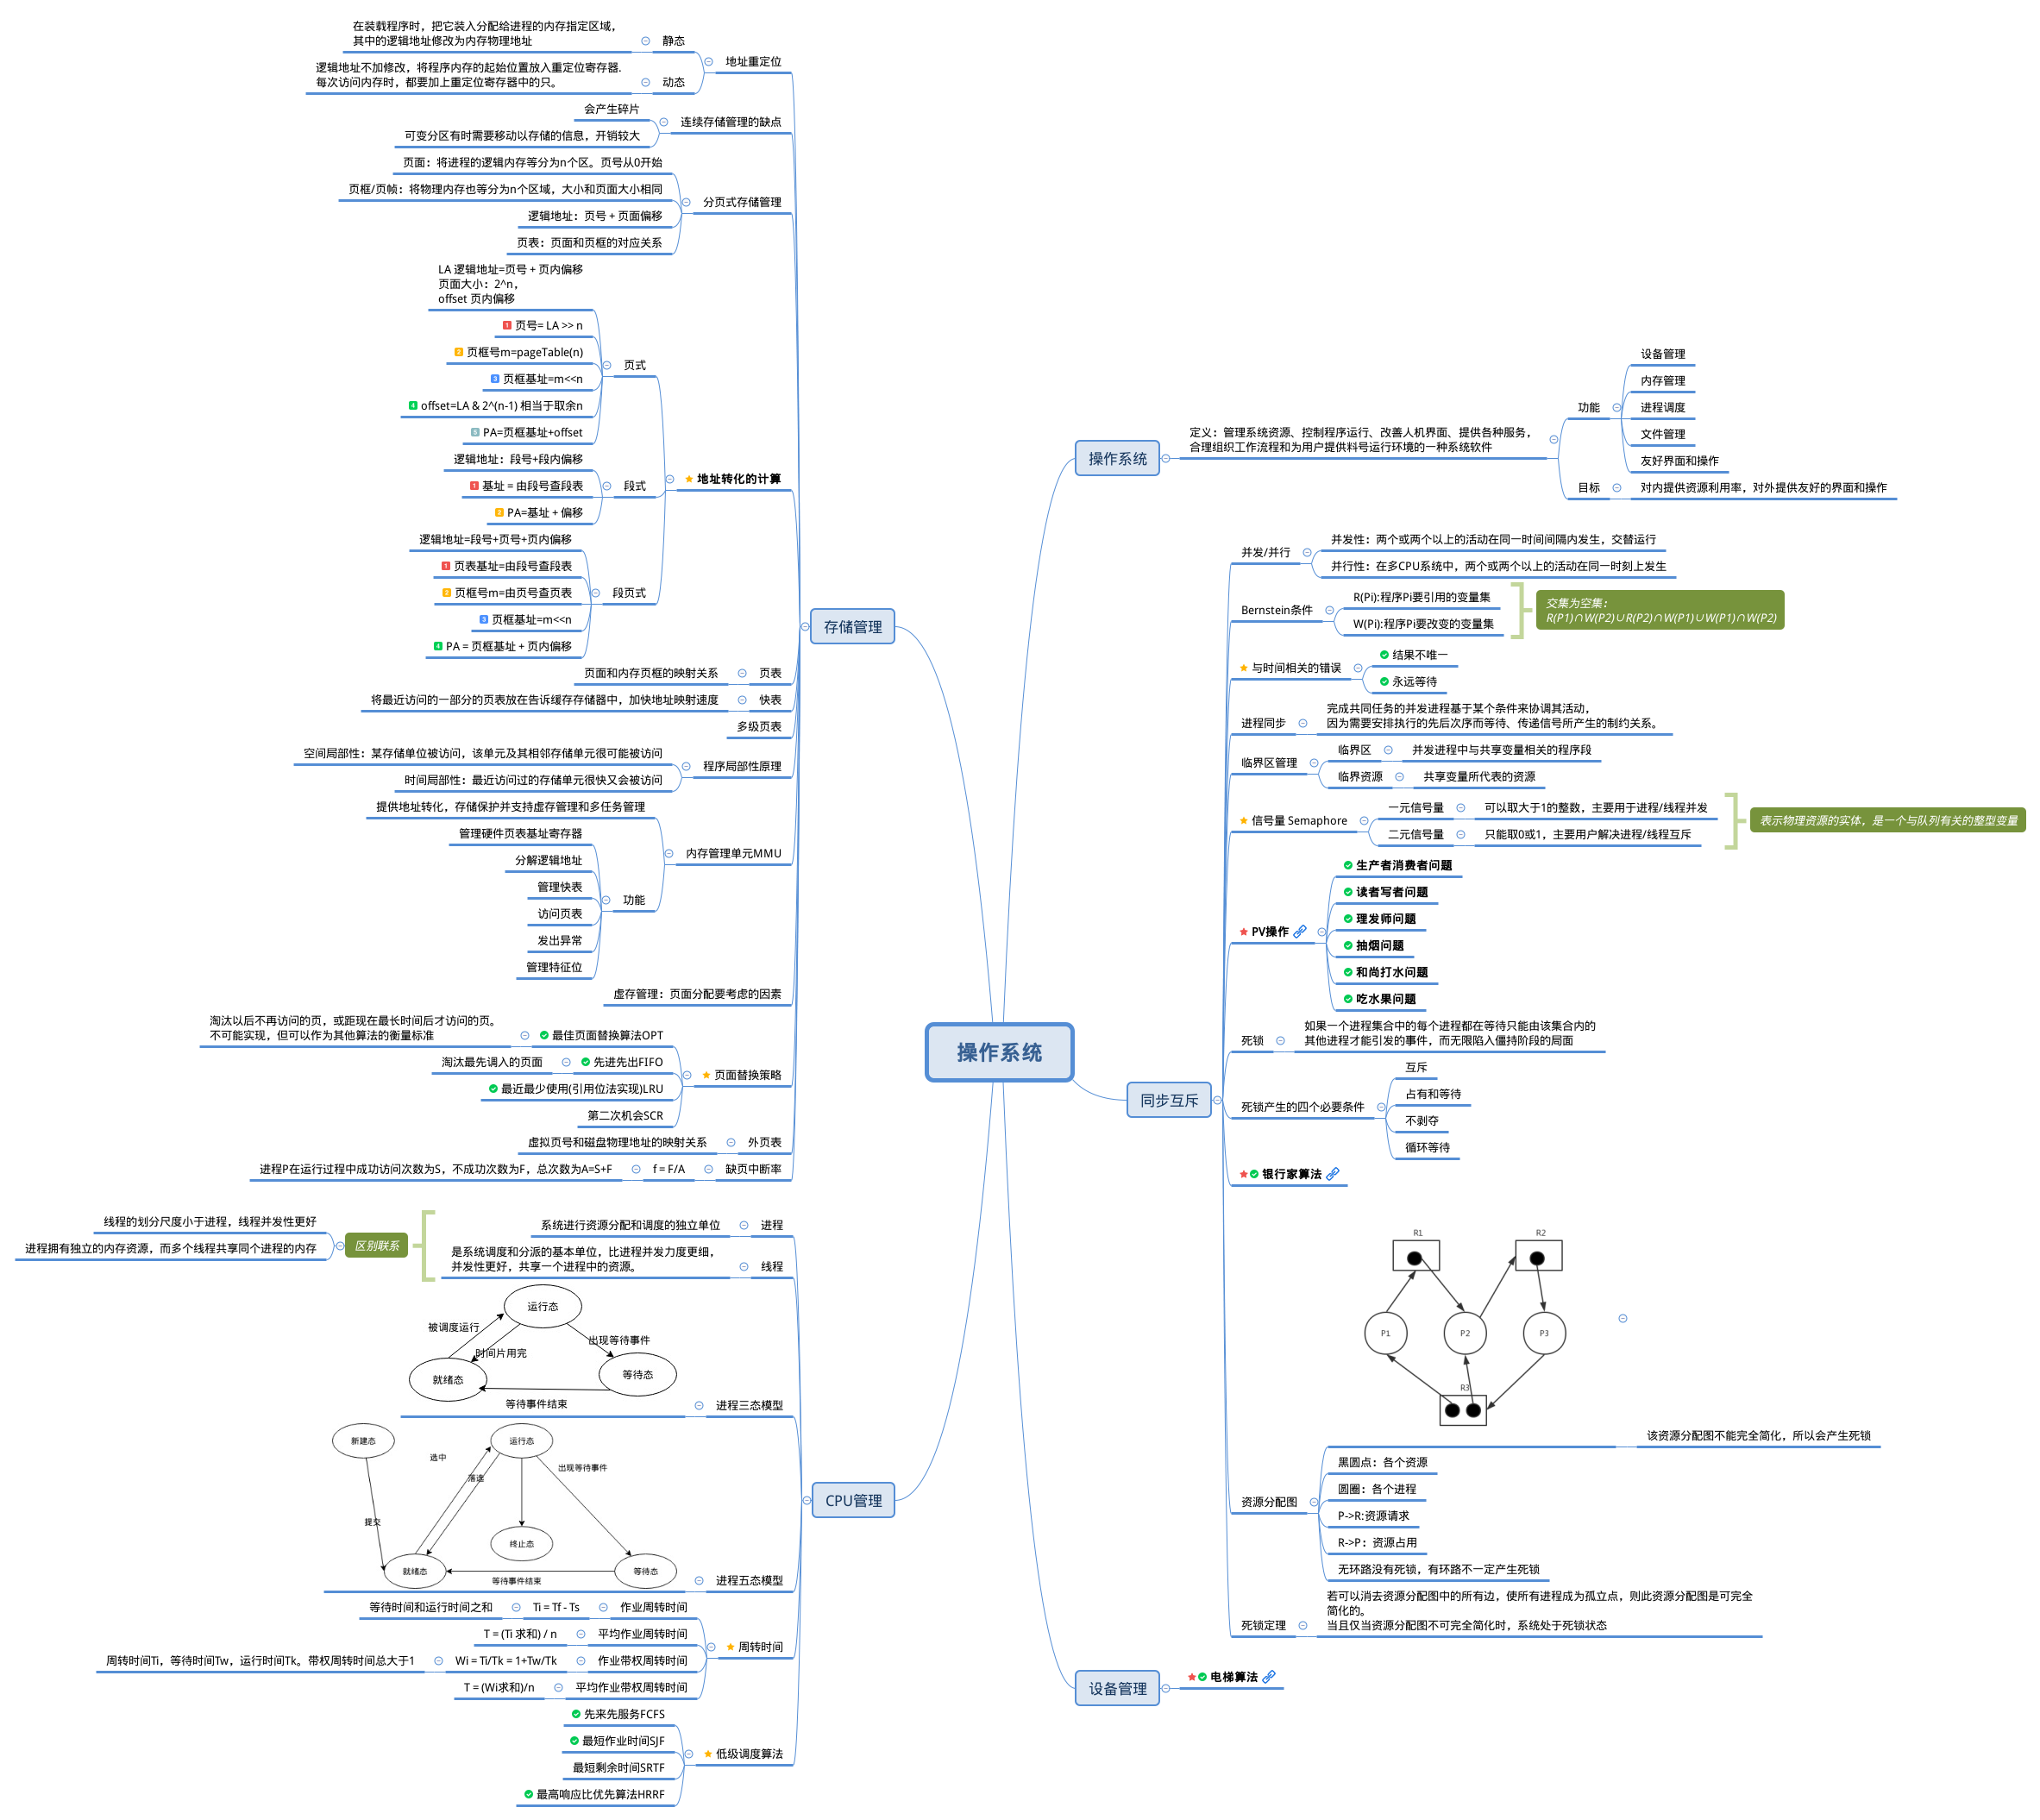 操作系统
存储管理
地址重定位
静态
在装载程序时，把它装入分配给进程的内存指定区域，
其中的逻辑地址修改为内存物理地址
动态
逻辑地址不加修改，将程序内存的起始位置放入重定位寄存器.
每次访问内存时，都要加上重定位寄存器中的只。
连续存储管理的缺点
会产生碎片
可变分区有时需要移动以存储的信息，开销较大
分页式存储管理
页面：将进程的逻辑内存等分为n个区。页号从0开始
页框/页帧：将物理内存也等分为n个区域，大小和页面大小相同
逻辑地址：页号 + 页面偏移
页表：页面和页框的对应关系
地址转化的计算
页式
LA 逻辑地址=页号 + 页内偏移
页面大小：2^n，
offset 页内偏移
1 页号= LA >> n
2 页框号m=pageTable(n)
3 页框基址=m<<n
4 offset=LA & 2^(n-1) 相当于取余n
5 PA=页框基址+offset
段式
逻辑地址：段号+段内偏移
1 基址 = 由段号查段表
2 PA=基址 + 偏移
段页式
逻辑地址=段号+页号+页内偏移
1 页表基址=由段号查段表
2 页框号m=由页号查页表
3 页框基址=m<<n
4 PA = 页框基址 + 页内偏移
页表
页面和内存页框的映射关系
快表
将最近访问的一部分的页表放在告诉缓存存储器中，加快地址映射速度
多级页表
程序局部性原理
空间局部性：某存储单位被访问，该单元及其相邻存储单元很可能被访问
时间局部性：最近访问过的存储单元很快又会被访问
内存管理单元MMU
提供地址转化，存储保护并支持虚存管理和多任务管理
功能
管理硬件页表基址寄存器
分解逻辑地址
管理快表
访问页表
发出异常
管理特征位
虚存管理：页面分配要考虑的因素
页面替换策略
最佳页面替换算法OPT
淘汰以后不再访问的页，或距现在最长时间后才访问的页。
不可能实现，但可以作为其他算法的衡量标准
先进先出FIFO
淘汰最先调入的页面
最近最少使用(引用位法实现)LRU
第二次机会SCR
外页表
虚拟页号和磁盘物理地址的映射关系
缺页中断率
f = F/A
进程P在运行过程中成功访问次数为S，不成功次数为F，总次数为A=S+F
CPU管理
进程
系统进行资源分配和调度的独立单位
线程
是系统调度和分派的基本单位，比进程并发力度更细，
并发性更好，共享一个进程中的资源。
区别联系
线程的划分尺度小于进程，线程并发性更好
进程拥有独立的内存资源，而多个线程共享同个进程的内存
进程三态模型
运行态
被调度运行
出现等待事件
时间片用完
就绪态
等待态
等待事件结束
进程五态模型
新建态
运行态
选中
落选
出现等待事件
提交
终止态
就绪态
等待态
等待事件结束
周转时间
作业周转时间
Ti = Tf - Ts
等待时间和运行时间之和
平均作业周转时间
T = (Ti 求和) / n
作业带权周转时间
Wi = Ti/Tk = 1+Tw/Tk
周转时间Ti，等待时间Tw，运行时间Tk。带权周转时间总大于1
平均作业带权周转时间
T = (Wi求和)/n
低级调度算法
先来先服务FCFS
最短作业时间SJF
最短剩余时间SRTF
最高响应比优先算法HRRF
操作系统
定义：管理系统资源、控制程序运行、改善人机界面、提供各种服务，
合理组织工作流程和为用户提供料号运行环境的一种系统软件
功能
设备管理
内存管理
进程调度
文件管理
友好界面和操作
目标
对内提供资源利用率，对外提供友好的界面和操作
同步互斥
并发/并行
并发性：两个或两个以上的活动在同一时间间隔内发生，交替运行
并行性：在多CPU系统中，两个或两个以上的活动在同一时刻上发生
Bernstein条件
R(Pi):程序Pi要引用的变量集
W(Pi):程序Pi要改变的变量集
交集为空集：
R(P1)∩W(P2)∪R(P2)∩W(P1)∪W(P1)∩W(P2)
与时间相关的错误
结果不唯一
永远等待
进程同步
完成共同任务的并发进程基于某个条件来协调其活动，
因为需要安排执行的先后次序而等待、传递信号所产生的制约关系。
临界区管理
临界区
并发进程中与共享变量相关的程序段
临界资源
共享变量所代表的资源
信号量 Semaphore
一元信号量
可以取大于1的整数，主要用于进程/线程并发
二元信号量
只能取0或1，主要用户解决进程/线程互斥
表示物理资源的实体，是一个与队列有关的整型变量
PV操作
生产者消费者问题
读者写者问题
理发师问题
抽烟问题
和尚打水问题
吃水果问题
死锁
如果一个进程集合中的每个进程都在等待只能由该集合内的
其他进程才能引发的事件，而无限陷入僵持阶段的局面
死锁产生的四个必要条件
互斥
占有和等待
不剥夺
循环等待
银行家算法
资源分配图
R1
R2
P1
P2
P3
R3
该资源分配图不能完全简化，所以会产生死锁
黑圆点：各个资源
圆圈：各个进程
P->R:资源请求
R->P：资源占用
无环路没有死锁，有环路不一定产生死锁
死锁定理
若可以消去资源分配图中的所有边，使所有进程成为孤立点，则此资源分配图是可完全
简化的。
当且仅当资源分配图不可完全简化时，系统处于死锁状态
设备管理
电梯算法